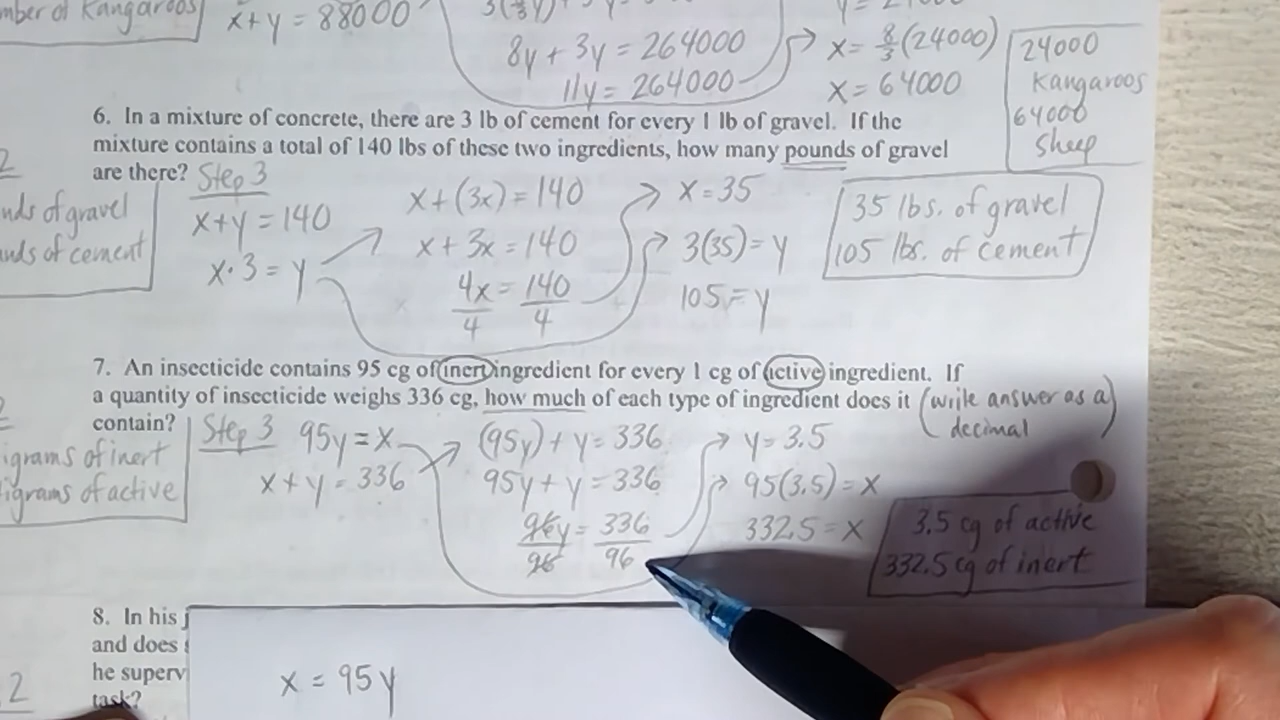 mber of Kangaroos
x+y = 88000
8y + 3y = 264000
11y = 264000
x = 8/3 (24000)
x = 64000
24000
Kangaroos
64000
Sheep
6. In a mixture of concrete, there are 3 lb of cement for every 1 lb of gravel. If the
mixture contains a total of 140 lbs of these two ingredients, how many pounds of gravel
are there?
2
nds of gravel
unds of cement
Step 3
x+y = 140
x·3 = y
x+(3x) = 140
x + 3x = 140
4x = 140
4 4
x = 35
3(35) = y
105 = y
35 lbs. of gravel
105 lbs. of cement
7. An insecticide contains 95 cg of inert ingredient for every 1 cg of active ingredient. If
a quantity of insecticide weighs 336 cg, how much of each type of ingredient does it
contain?
(write answer as a
decimal)
2
igrams of inert
igrams of active
Step 3
95y = x
x + y = 336
(95y) + y = 336
95y + y = 336
96y = 336
96 96
y = 3.5
95(3.5) = x
332.5 = x
3.5 cg of active
332.5 cg of inert
8. In his
and does
he superv
task?
2
x = 95y